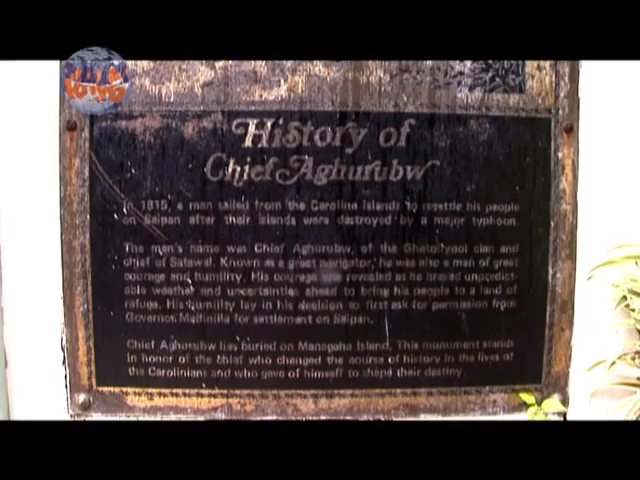 History of
Chief Aghurubw
In 1815, a man sailed from the Carolina Islands to resettle his people
on Saipan after their islands were destroyed by a major typhoon.
The man's name was Chief Aghurubw, of the Ghatoliyool clan and
chief of Satawal. Known as a great navigator, he was also a man of great
courage and humility. His courage was revealed as he braved unpredict-
able weather and uncertainties ahead to bring his people to a land of
refuge. His humility lay in his decision to first ask for permission from
Governor Medinilla for settlement on Saipan.
Chief Aghurubw lies buried on Managaha Island. This monument stands
in honor of the chief who changed the course of history in the lives of
the Carolinians and who gave of himself to shape their destiny.